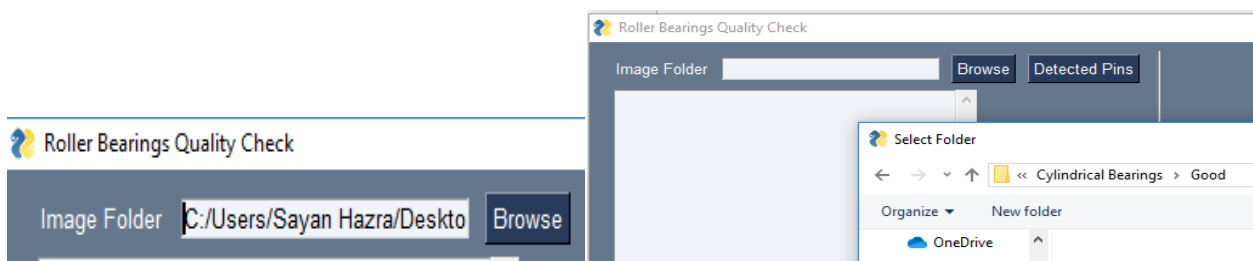 Roller Bearings Quality Check
Image Folder C:/Users/Sayan Hazra/Deskto Browse
Roller Bearings Quality Check
Image Folder Browse Detected Pins
Select Folder
« Cylindrical Bearings > Good
Organize New folder
OneDrive